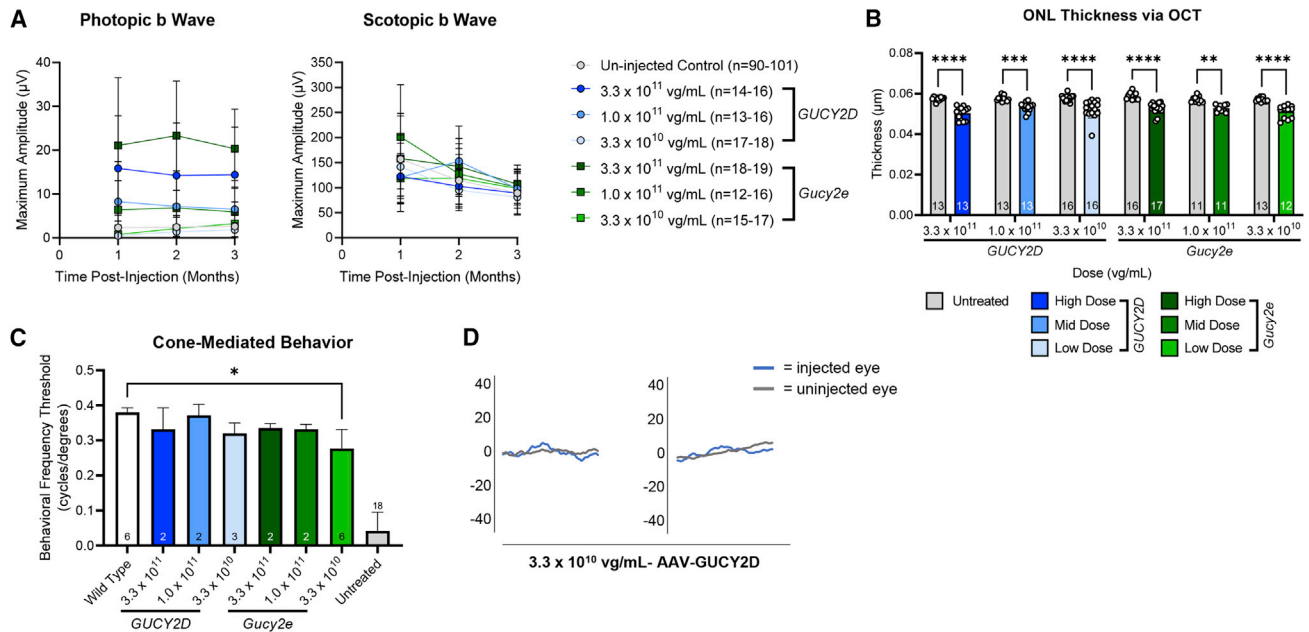 A
Photopic b Wave
Maximum Amplitude (µV)
40
30
20
10
0
0 1 2 3
Time Post-Injection (Months)
Scotopic b Wave
Maximum Amplitude (µV)
350
300
250
200
150
100
50
0
0 1 2 3
Time Post-Injection (Months)
Un-injected Control (n=90-101)
3.3 x 10¹¹ vg/mL (n=14-16)
1.0 x 10¹¹ vg/mL (n=13-16)
3.3 x 10¹⁰ vg/mL (n=17-18)
GUCY2D
3.3 x 10¹¹ vg/mL (n=18-19)
1.0 x 10¹¹ vg/mL (n=12-16)
3.3 x 10¹⁰ vg/mL (n=15-17)
Gucy2e
B
ONL Thickness via OCT
Thickness (µm)
0.08
0.06
0.04
0.02
0.00
**** *** **** **** ** ****
13 13 13 13 16 16 16 17 11 11 13 12
3.3 x 10¹¹ 1.0 x 10¹¹ 3.3 x 10¹⁰ 3.3 x 10¹¹ 1.0 x 10¹¹ 3.3 x 10¹⁰
GUCY2D Gucy2e
Dose (vg/mL)
Untreated
High Dose
Mid Dose
Low Dose
GUCY2D
High Dose
Mid Dose
Low Dose
Gucy2e
C
Cone-Mediated Behavior
Behavioral Frequency Threshold
(cycles/degrees)
0.5
0.4
0.3
0.2
0.1
0.0
*
6 2 2 3 2 2 6 18
Wild Type 3.3 x 10¹¹ 1.0 x 10¹¹ 3.3 x 10¹⁰ 3.3 x 10¹¹ 1.0 x 10¹¹ 3.3 x 10¹⁰ Untreated
GUCY2D Gucy2e
D
= injected eye
= uninjected eye
40
20
0
-20
-40
40
20
0
-20
-40
3.3 x 10¹⁰ vg/mL- AAV-GUCY2D